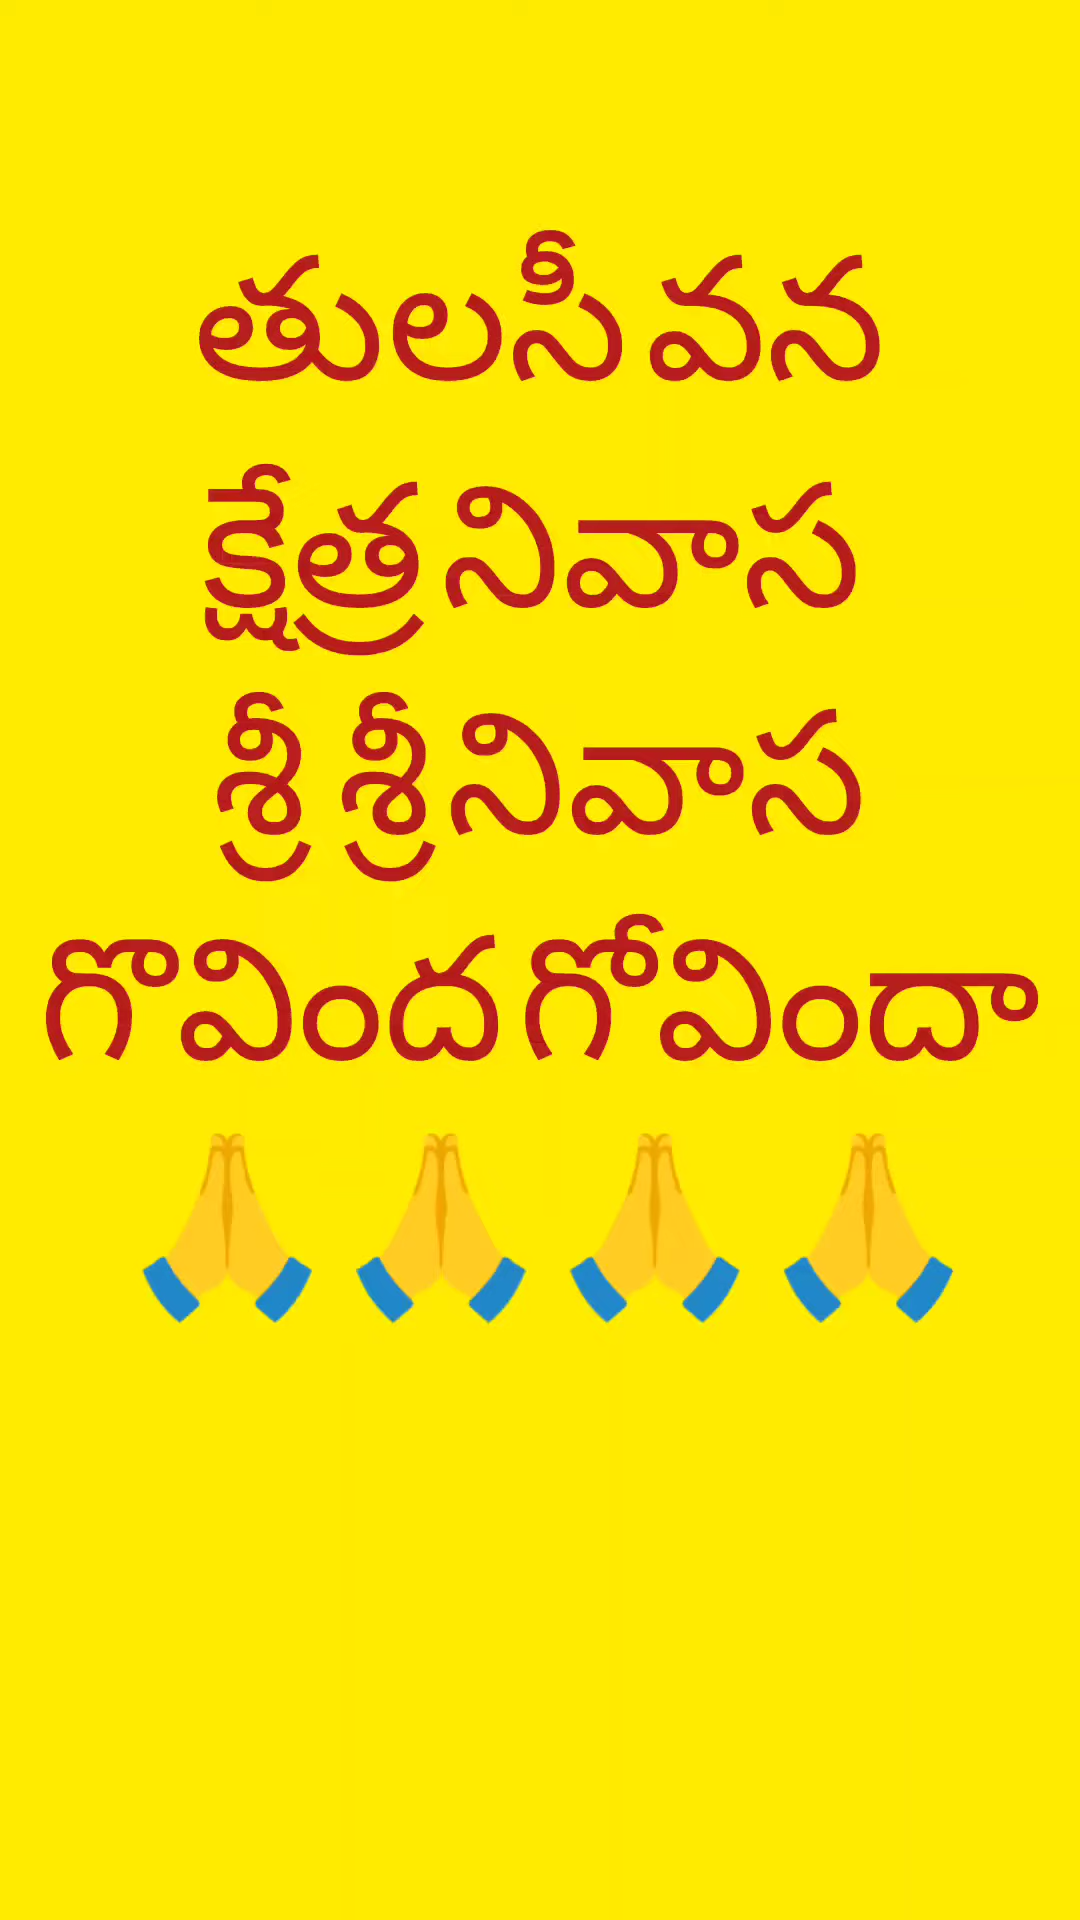 తులసీ వన
క్షేత్ర నివాస
శ్రీ శ్రీనివాస
గొవింద గోవిందా
🙏 🙏 🙏 🙏